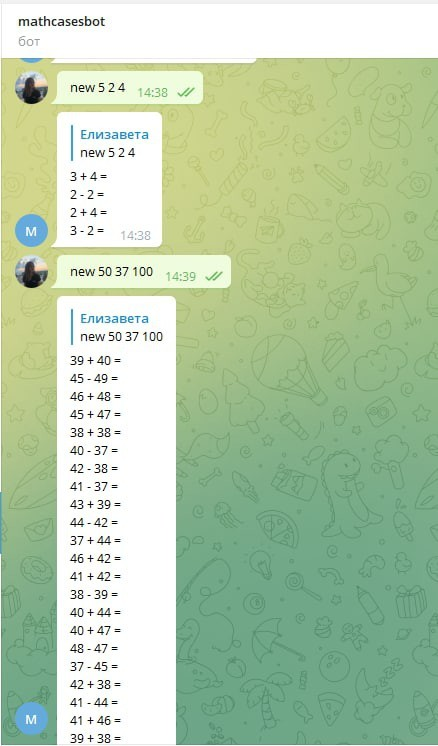 mathcasesbot
бот
new 5 2 4
14:38
Елизавета
new 5 2 4
3 + 4 =
2 - 2 =
2 + 4 =
3 - 2 =
14:38
М
new 50 37 100
14:39
Елизавета
new 50 37 100
39 + 40 =
45 - 49 =
46 + 48 =
45 + 47 =
38 + 38 =
40 - 37 =
42 - 38 =
41 - 37 =
43 + 39 =
44 - 42 =
37 + 44 =
46 + 42 =
41 + 42 =
38 - 39 =
40 + 44 =
40 + 47 =
48 - 47 =
37 - 45 =
42 + 38 =
41 - 44 =
41 + 46 =
М
39 + 38 =